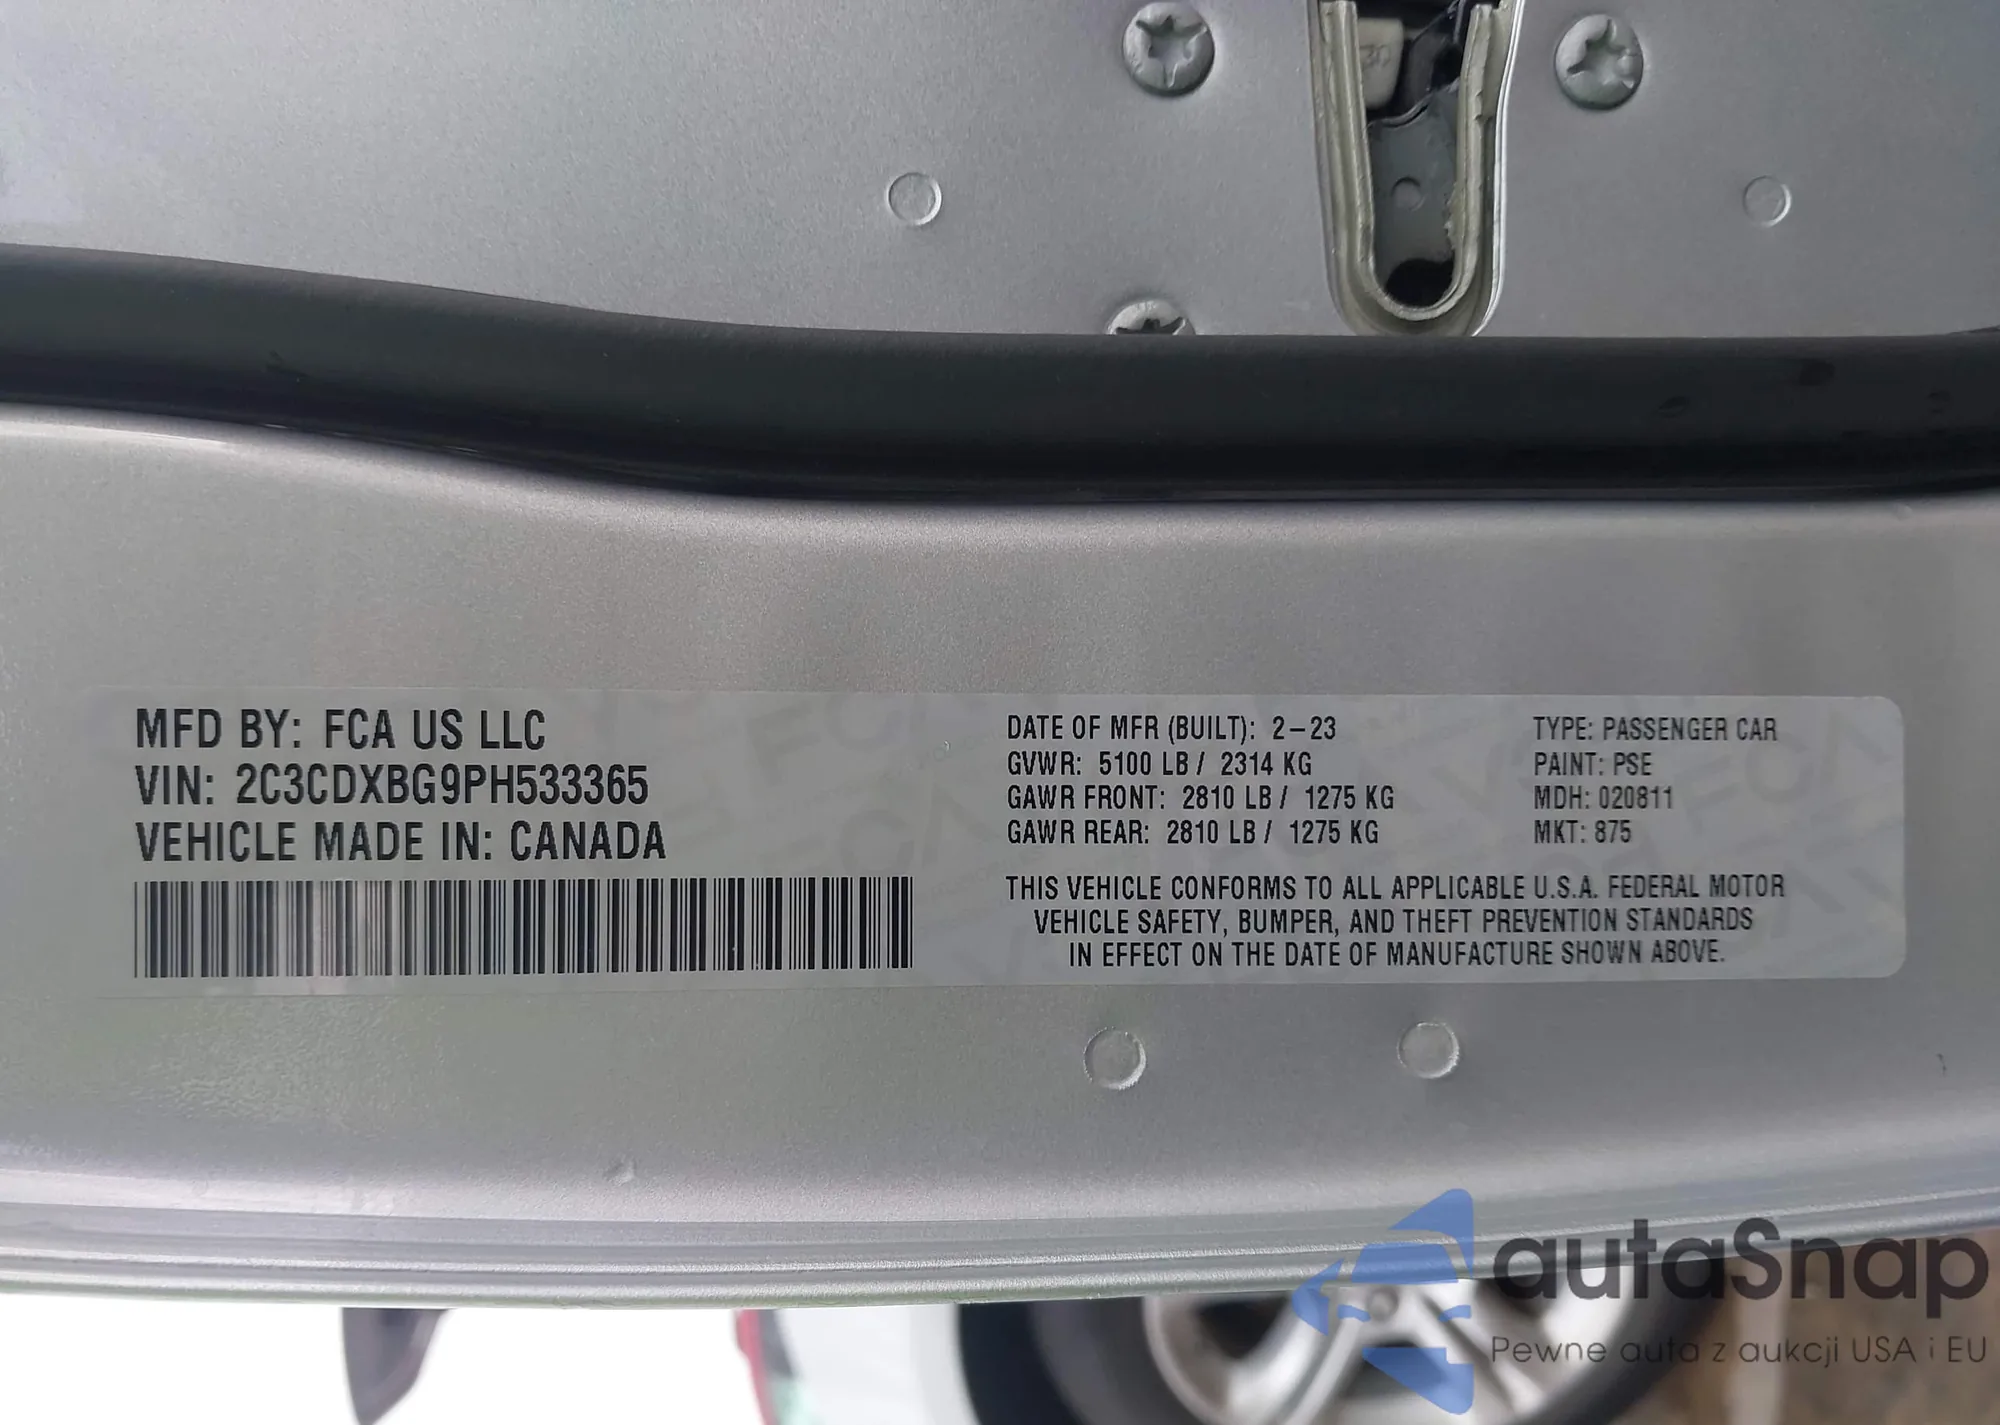 MFD BY: FCA US LLC
VIN: 2C3CDXBG9PH533365
VEHICLE MADE IN: CANADA
DATE OF MFR (BUILT): 2-23
GVWR: 5100 LB / 2314 KG
GAWR FRONT: 2810 LB / 1275 KG
GAWR REAR: 2810 LB / 1275 KG
TYPE: PASSENGER CAR
PAINT: PSE
MDH: 020811
MKT: 875
THIS VEHICLE CONFORMS TO ALL APPLICABLE U.S.A. FEDERAL MOTOR
VEHICLE SAFETY, BUMPER, AND THEFT PREVENTION STANDARDS
IN EFFECT ON THE DATE OF MANUFACTURE SHOWN ABOVE.
autaSnap
Pewne auta z aukcji USA i EU